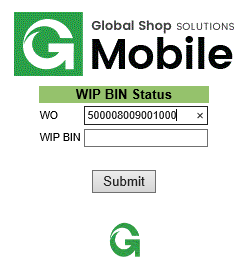 Global Shop SOLUTIONS
Mobile
WIP BIN Status
WO 500008009001000 ×
WIP BIN
Submit